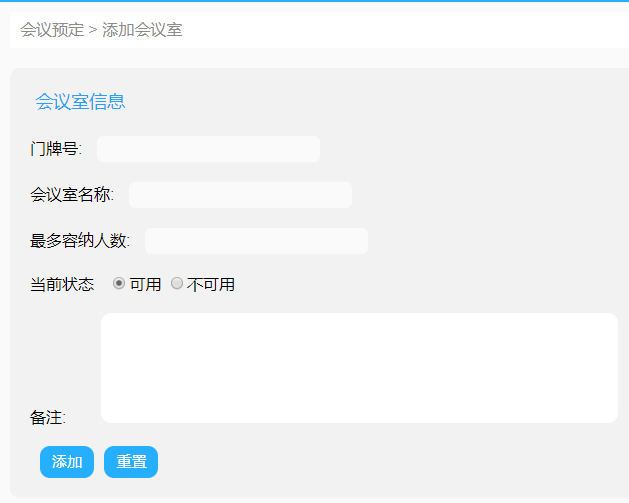 会议预定 > 添加会议室
会议室信息
门牌号:
会议室名称:
最多容纳人数:
当前状态 可用 不可用
备注:
添加 重置